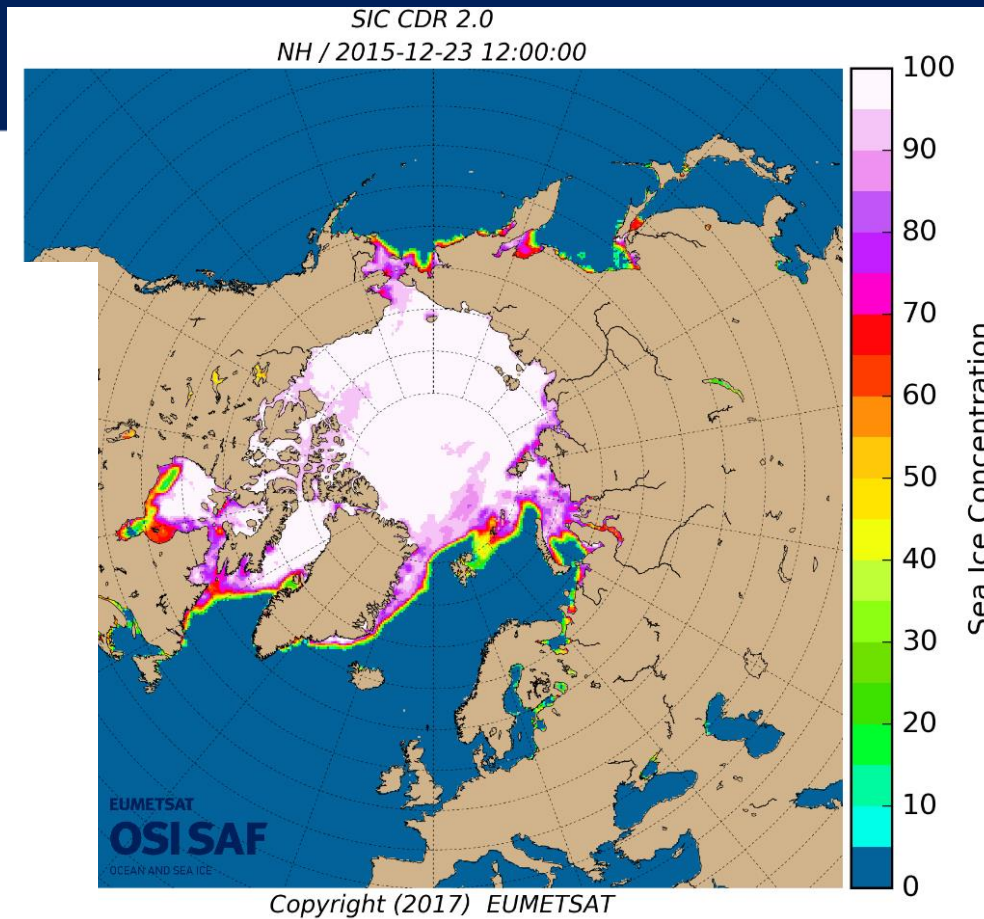 SIC CDR 2.0
NH / 2015-12-23 12:00:00
100
90
80
70
60
50
40
30
20
10
0
Sea Ice Concentration
EUMETSAT
OSI SAF
OCEAN AND SEA ICE
Copyright (2017) EUMETSAT